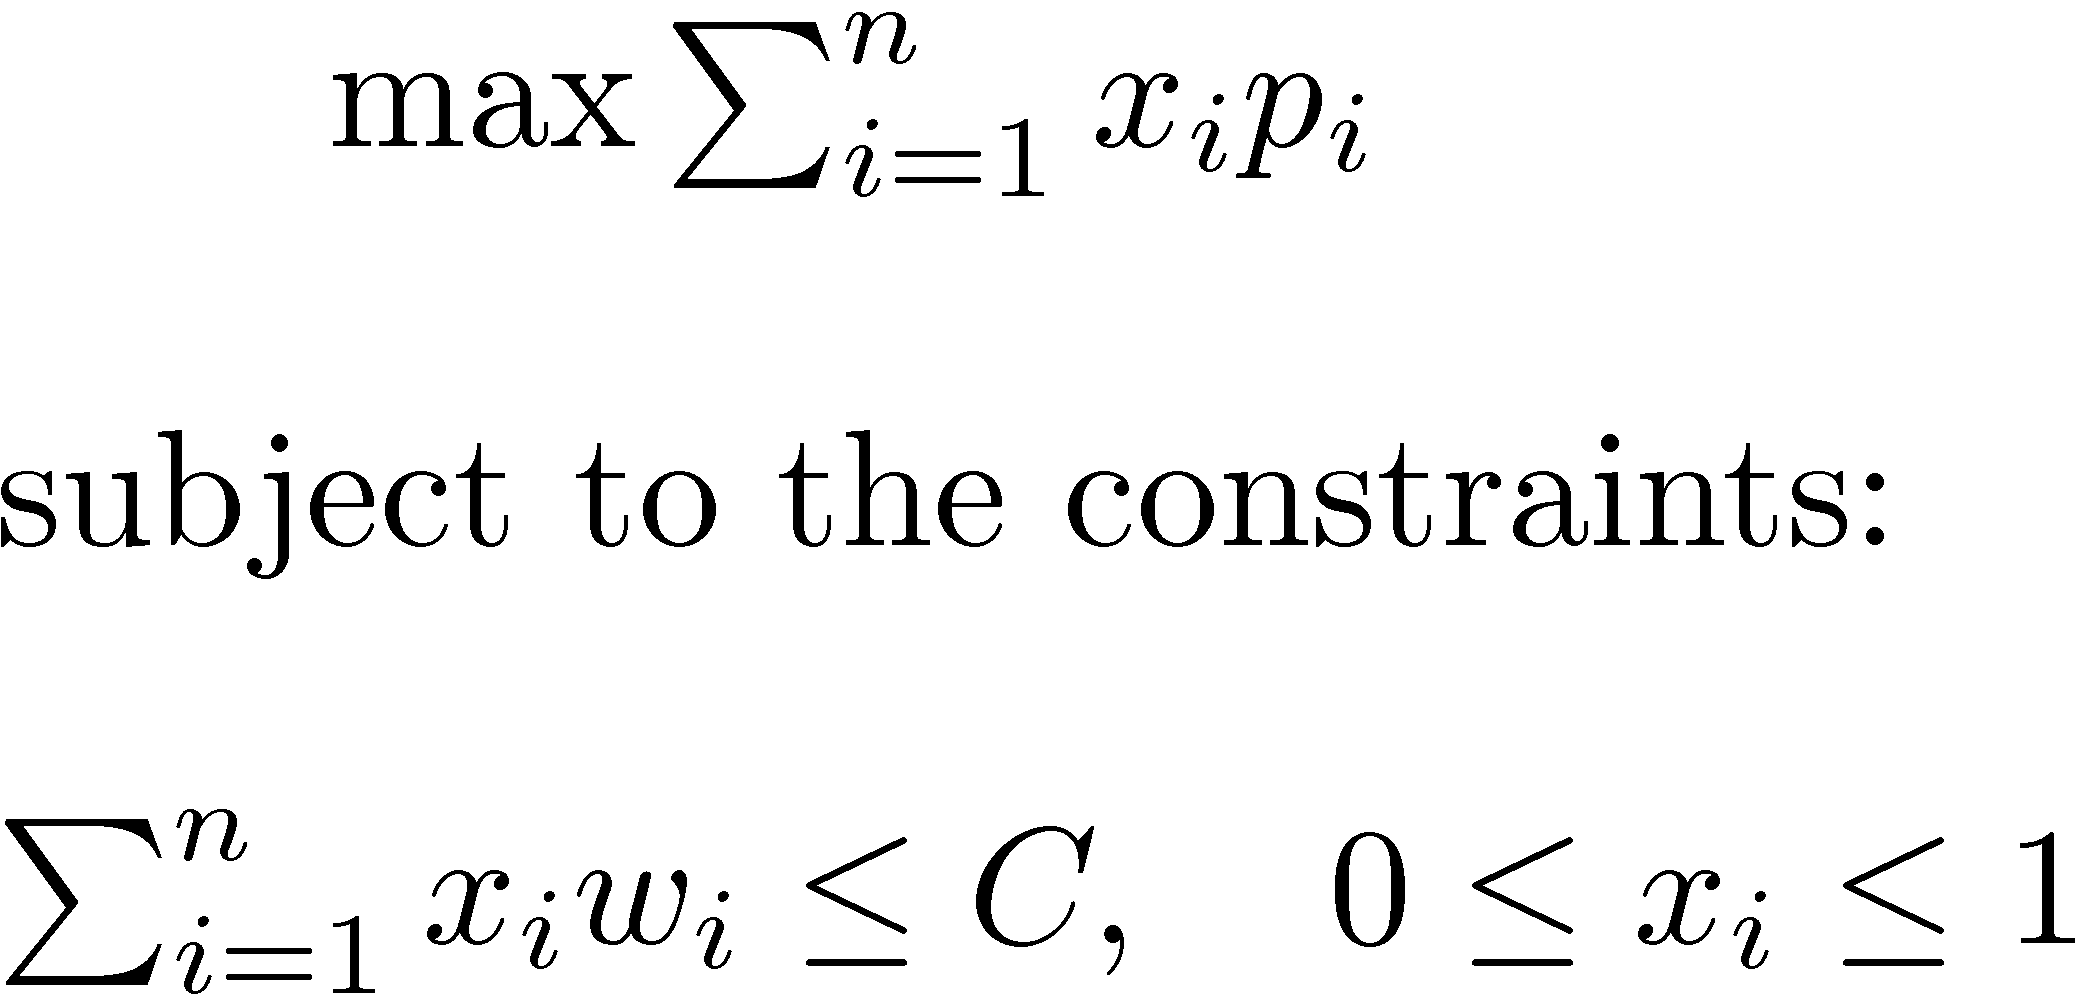 max ∑ⁿᵢ₌₁ xᵢpᵢ
subject to the constraints:
∑ⁿᵢ₌₁ xᵢwᵢ ≤ C, 0 ≤ xᵢ ≤ 1